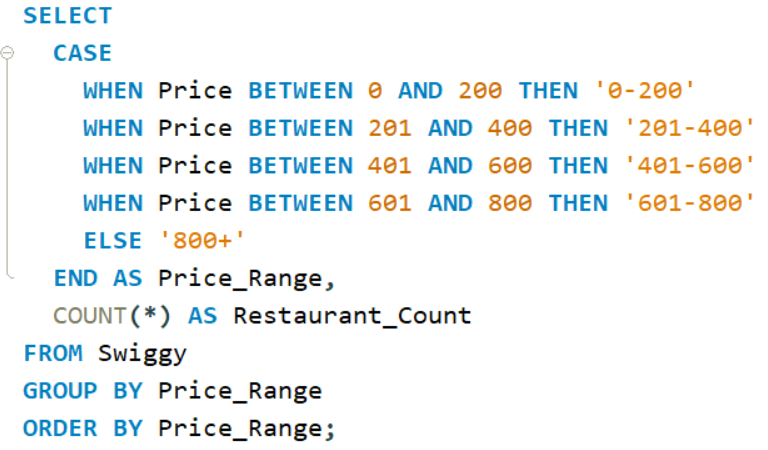 SELECT
CASE
WHEN Price BETWEEN 0 AND 200 THEN '0-200'
WHEN Price BETWEEN 201 AND 400 THEN '201-400'
WHEN Price BETWEEN 401 AND 600 THEN '401-600'
WHEN Price BETWEEN 601 AND 800 THEN '601-800'
ELSE '800+'
END AS Price_Range,
COUNT(*) AS Restaurant_Count
FROM Swiggy
GROUP BY Price_Range
ORDER BY Price_Range;